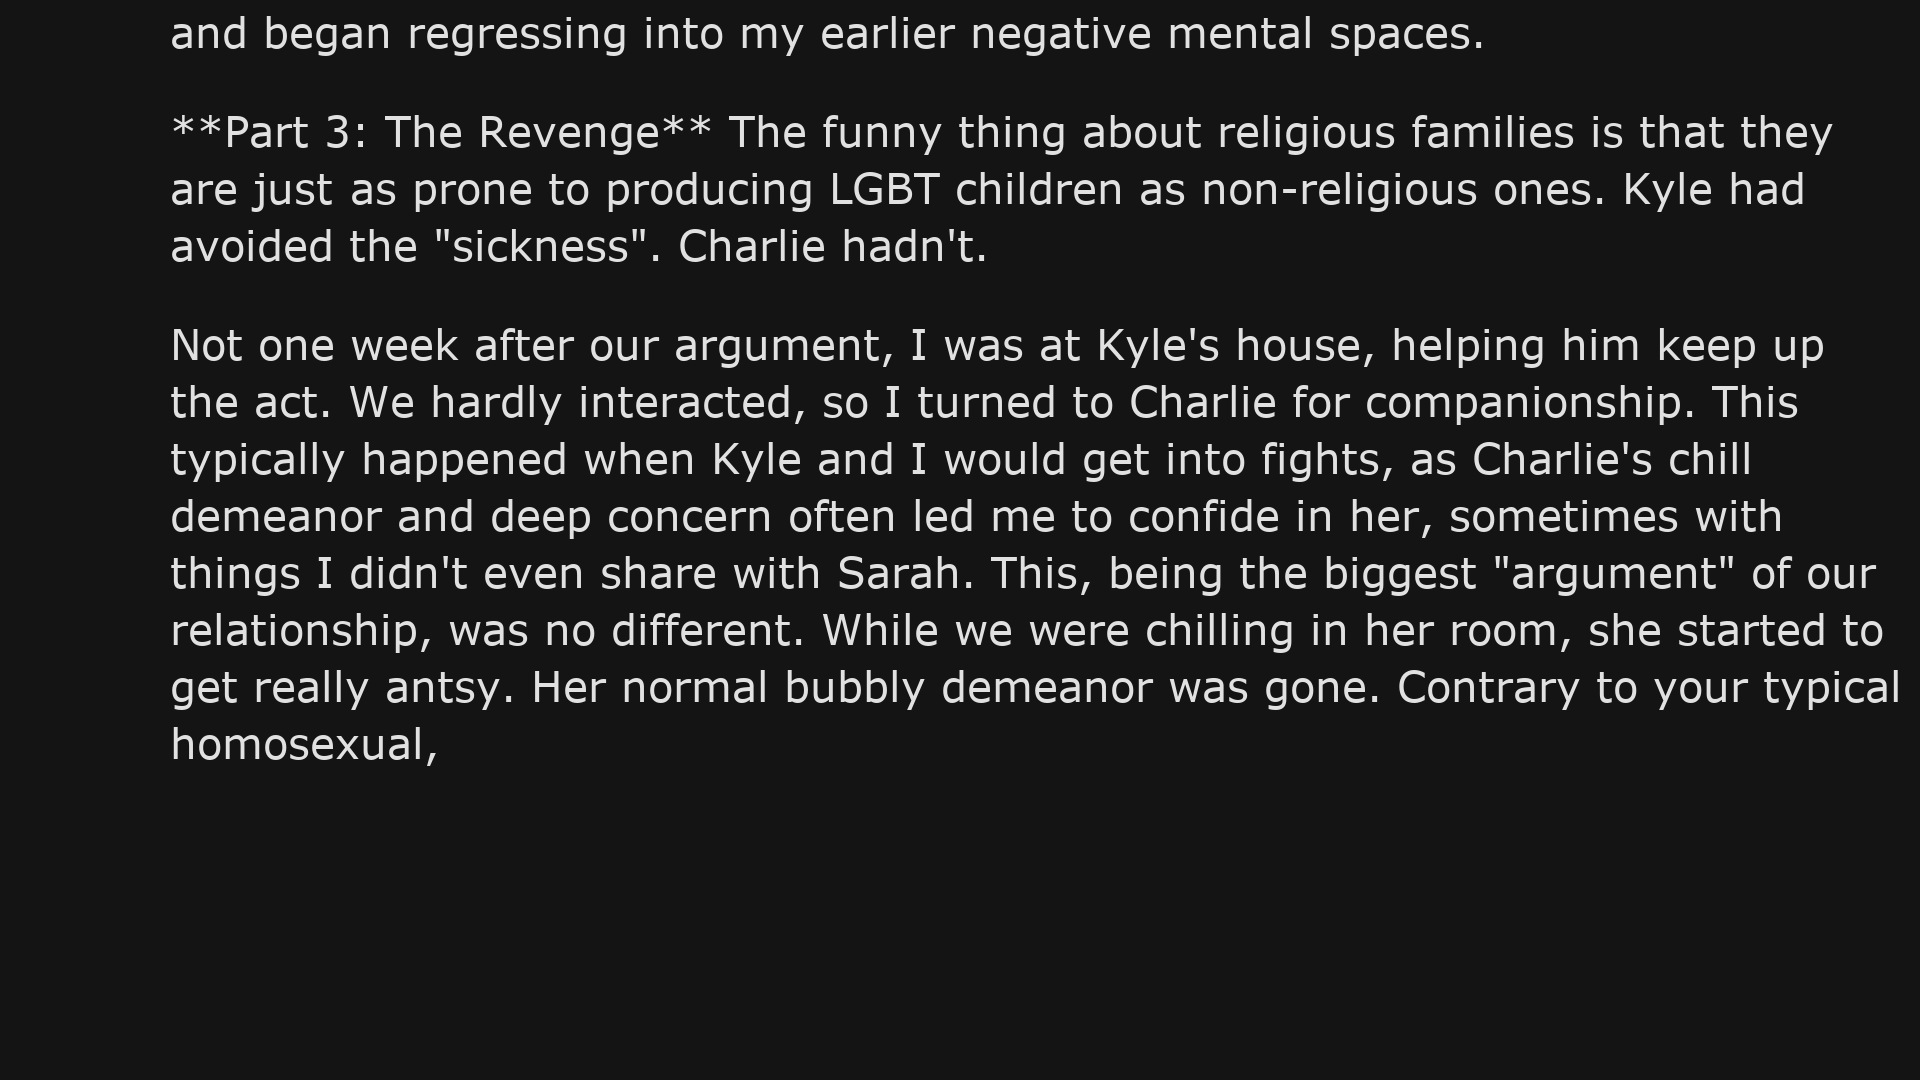 and began regressing into my earlier negative mental spaces.
**Part 3: The Revenge** The funny thing about religious families is that they
are just as prone to producing LGBT children as non-religious ones. Kyle had
avoided the "sickness". Charlie hadn't.
Not one week after our argument, I was at Kyle's house, helping him keep up
the act. We hardly interacted, so I turned to Charlie for companionship. This
typically happened when Kyle and I would get into fights, as Charlie's chill
demeanor and deep concern often led me to confide in her, sometimes with
things I didn't even share with Sarah. This, being the biggest "argument" of our
relationship, was no different. While we were chilling in her room, she started to
get really antsy. Her normal bubbly demeanor was gone. Contrary to your typical
homosexual,